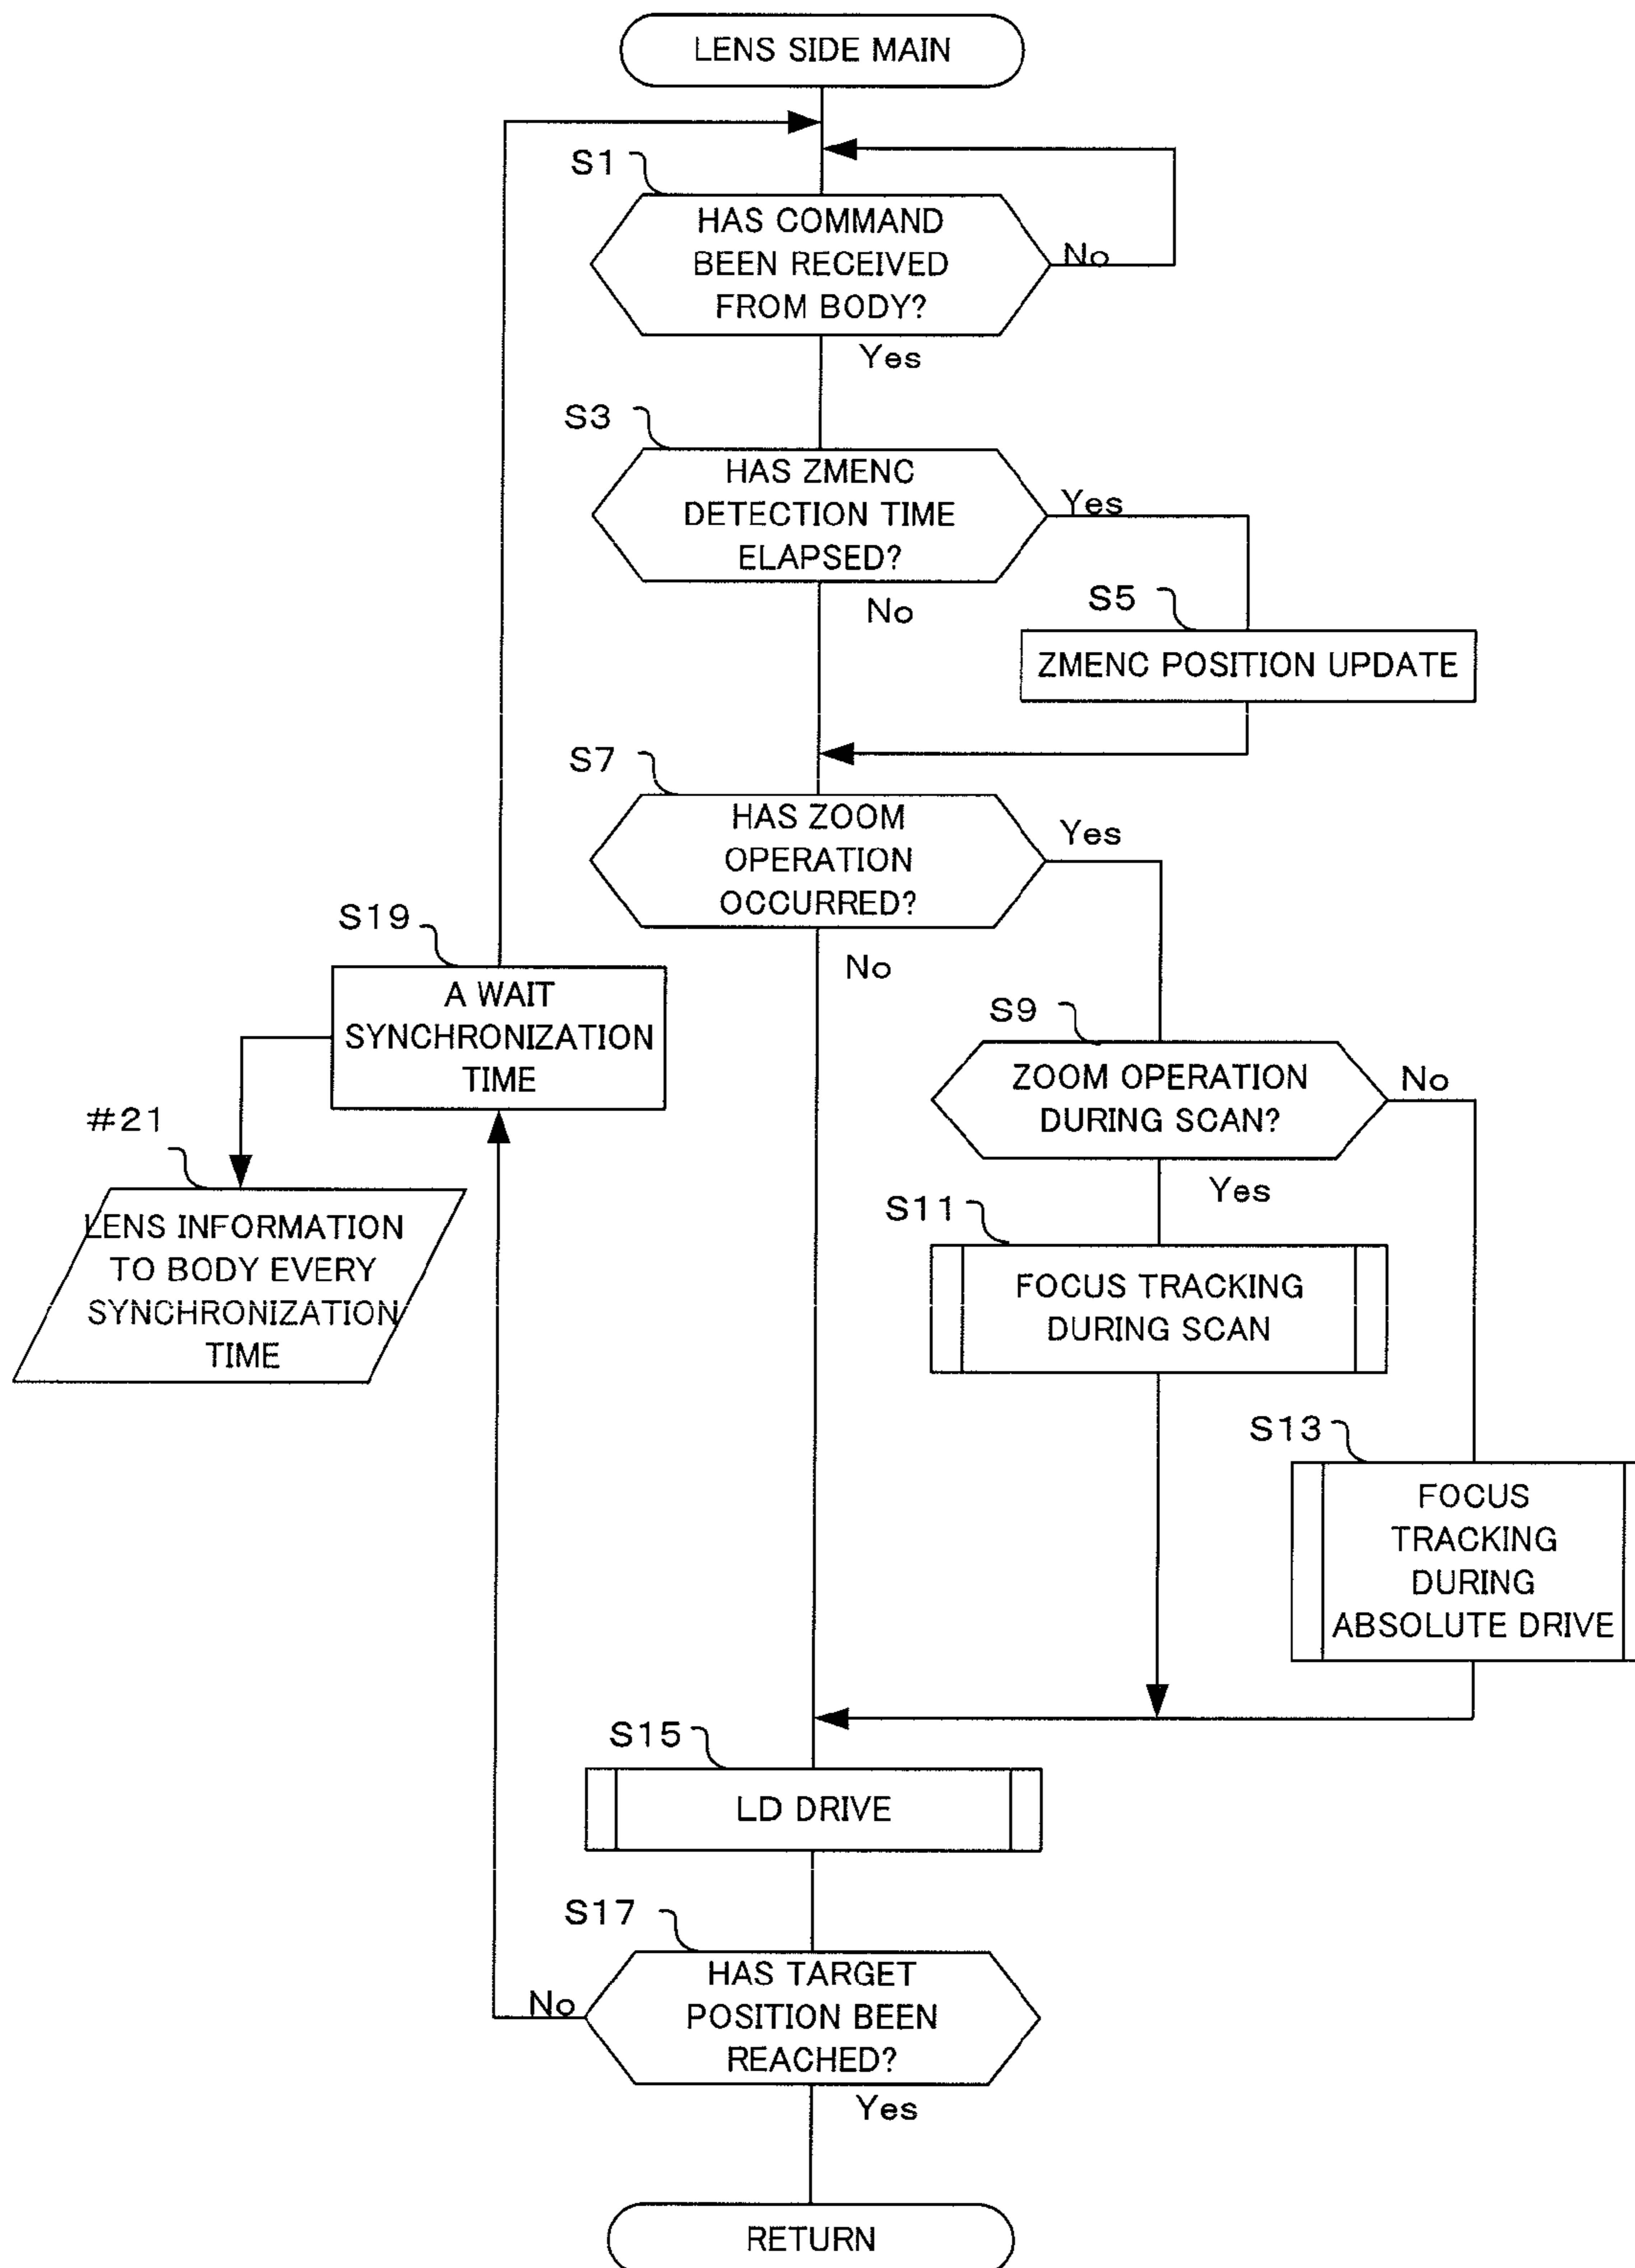 LENS SIDE MAIN
S1
HAS COMMAND
BEEN RECEIVED
FROM BODY?
No
Yes
S3
HAS ZMENC
DETECTION TIME
ELAPSED?
Yes
No
S5
ZMENC POSITION UPDATE
S7
HAS ZOOM
OPERATION
OCCURRED?
Yes
No
S19
A WAIT
SYNCHRONIZATION
TIME
S9
ZOOM OPERATION
DURING SCAN?
No
Yes
#21
LENS INFORMATION
TO BODY EVERY
SYNCHRONIZATION
TIME
S11
FOCUS TRACKING
DURING SCAN
S13
FOCUS
TRACKING
DURING
ABSOLUTE DRIVE
S15
LD DRIVE
S17
HAS TARGET
POSITION BEEN
REACHED?
No
Yes
RETURN